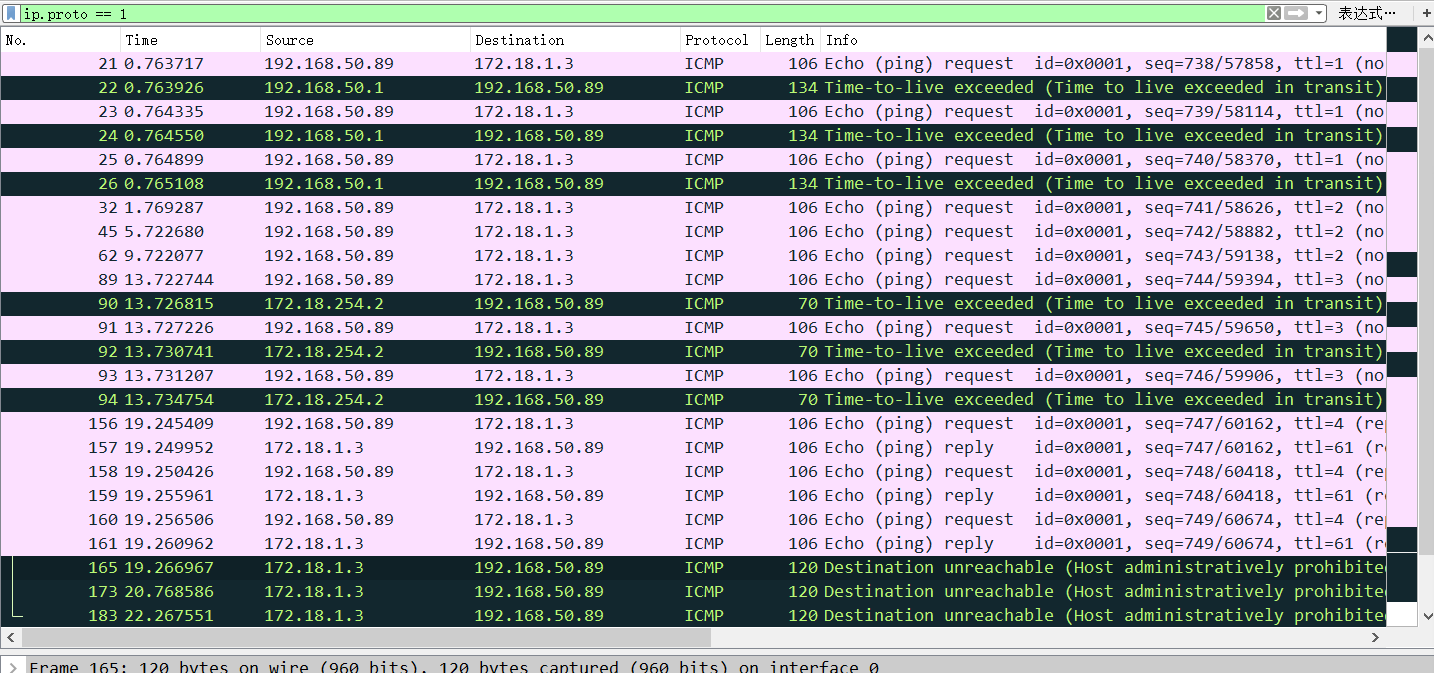 ip.proto == 1 表达式… +
No. Time Source Destination Protocol Length Info
21 0.763717 192.168.50.89 172.18.1.3 ICMP 106 Echo (ping) request id=0x0001, seq=738/57858, ttl=1 (no
22 0.763926 192.168.50.1 192.168.50.89 ICMP 134 Time-to-live exceeded (Time to live exceeded in transit)
23 0.764335 192.168.50.89 172.18.1.3 ICMP 106 Echo (ping) request id=0x0001, seq=739/58114, ttl=1 (no
24 0.764550 192.168.50.1 192.168.50.89 ICMP 134 Time-to-live exceeded (Time to live exceeded in transit)
25 0.764899 192.168.50.89 172.18.1.3 ICMP 106 Echo (ping) request id=0x0001, seq=740/58370, ttl=1 (no
26 0.765108 192.168.50.1 192.168.50.89 ICMP 134 Time-to-live exceeded (Time to live exceeded in transit)
32 1.769287 192.168.50.89 172.18.1.3 ICMP 106 Echo (ping) request id=0x0001, seq=741/58626, ttl=2 (no
45 5.722680 192.168.50.89 172.18.1.3 ICMP 106 Echo (ping) request id=0x0001, seq=742/58882, ttl=2 (no
62 9.722077 192.168.50.89 172.18.1.3 ICMP 106 Echo (ping) request id=0x0001, seq=743/59138, ttl=2 (no
89 13.722744 192.168.50.89 172.18.1.3 ICMP 106 Echo (ping) request id=0x0001, seq=744/59394, ttl=3 (no
90 13.726815 172.18.254.2 192.168.50.89 ICMP 70 Time-to-live exceeded (Time to live exceeded in transit)
91 13.727226 192.168.50.89 172.18.1.3 ICMP 106 Echo (ping) request id=0x0001, seq=745/59650, ttl=3 (no
92 13.730741 172.18.254.2 192.168.50.89 ICMP 70 Time-to-live exceeded (Time to live exceeded in transit)
93 13.731207 192.168.50.89 172.18.1.3 ICMP 106 Echo (ping) request id=0x0001, seq=746/59906, ttl=3 (no
94 13.734754 172.18.254.2 192.168.50.89 ICMP 70 Time-to-live exceeded (Time to live exceeded in transit)
156 19.245409 192.168.50.89 172.18.1.3 ICMP 106 Echo (ping) request id=0x0001, seq=747/60162, ttl=4 (rep
157 19.249952 172.18.1.3 192.168.50.89 ICMP 106 Echo (ping) reply id=0x0001, seq=747/60162, ttl=61 (r
158 19.250426 192.168.50.89 172.18.1.3 ICMP 106 Echo (ping) request id=0x0001, seq=748/60418, ttl=4 (rep
159 19.255961 172.18.1.3 192.168.50.89 ICMP 106 Echo (ping) reply id=0x0001, seq=748/60418, ttl=61 (r
160 19.256506 192.168.50.89 172.18.1.3 ICMP 106 Echo (ping) request id=0x0001, seq=749/60674, ttl=4 (rep
161 19.260962 172.18.1.3 192.168.50.89 ICMP 106 Echo (ping) reply id=0x0001, seq=749/60674, ttl=61 (r
165 19.266967 172.18.1.3 192.168.50.89 ICMP 120 Destination unreachable (Host administratively prohibited
173 20.768586 172.18.1.3 192.168.50.89 ICMP 120 Destination unreachable (Host administratively prohibited
183 22.267551 172.18.1.3 192.168.50.89 ICMP 120 Destination unreachable (Host administratively prohibited
Frame 165: 120 bytes on wire (960 bits), 120 bytes captured (960 bits) on interface 0